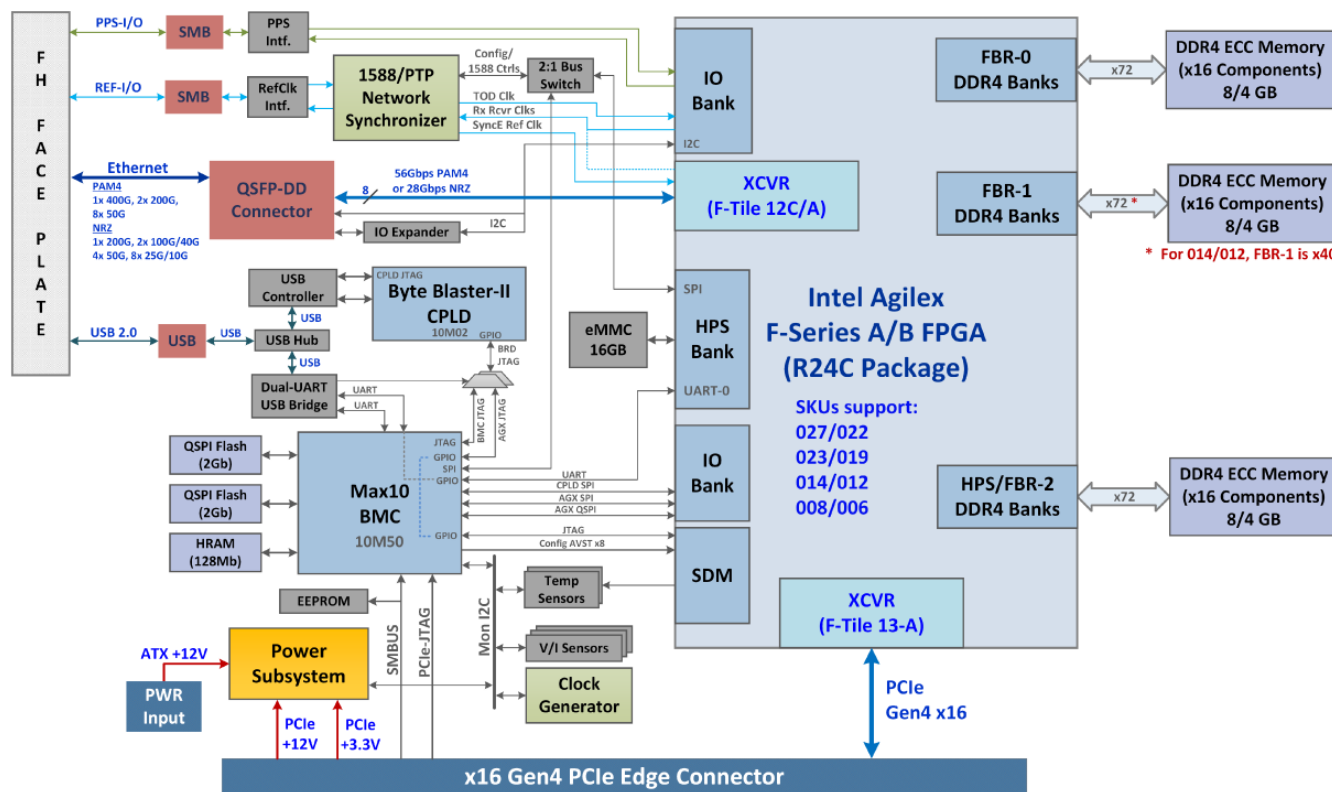 FH FACE PLATE
PPS-I/O
SMB
PPS
Intf.
REF-I/O
SMB
RefClk
Intf.
1588/PTP
Network
Synchronizer
Config/
1588 Ctrls
2:1 Bus
Switch
TOD Clk
Rx Rcvr Clks
SyncE Ref Clk
IO
Bank
I2C
Ethernet
PAM4
1x 400G, 2x 200G,
8x 50G
NRZ
1x 200G, 2x 100G/40G
4x 50G, 8x 25G/10G
QSFP-DD
Connector
56Gbps PAM4
or 28Gbps NRZ
8
IO Expander
I2C
XCVR
(F-Tile 12C/A)
FBR-0
DDR4 Banks
x72
DDR4 ECC Memory
(x16 Components)
8/4 GB
FBR-1
DDR4 Banks
x72 *
DDR4 ECC Memory
(x16 Components)
8/4 GB
* For 014/012, FBR-1 is x40
USB
Controller
CPLD JTAG
Byte Blaster-II
CPLD
10M02
GPIO
USB
USB 2.0
USB
USB
USB Hub
USB
BRD
JTAG
Dual-UART
USB Bridge
UART
UART
BMC JTAG
AGX JTAG
eMMC
16GB
SPI
HPS
Bank
UART-0
Intel Agilex
F-Series A/B FPGA
(R24C Package)
SKUs support:
027/022
023/019
014/012
008/006
QSPI Flash
(2Gb)
QSPI Flash
(2Gb)
HRAM
(128Mb)
Max10
BMC
10M50
JTAG
GPIO
SPI
GPIO
GPIO
UART
CPLD SPI
AGX SPI
AGX QSPI
JTAG
Config AVST x8
IO
Bank
SDM
HPS/FBR-2
DDR4 Banks
x72
DDR4 ECC Memory
(x16 Components)
8/4 GB
EEPROM
SMBUS
PCIe-JTAG
Mon I2C
Temp
Sensors
V/I Sensors
Clock
Generator
XCVR
(F-Tile 13-A)
ATX +12V
PWR
Input
Power
Subsystem
PCIe
+12V
PCIe
+3.3V
PCIe
Gen4 x16
x16 Gen4 PCIe Edge Connector